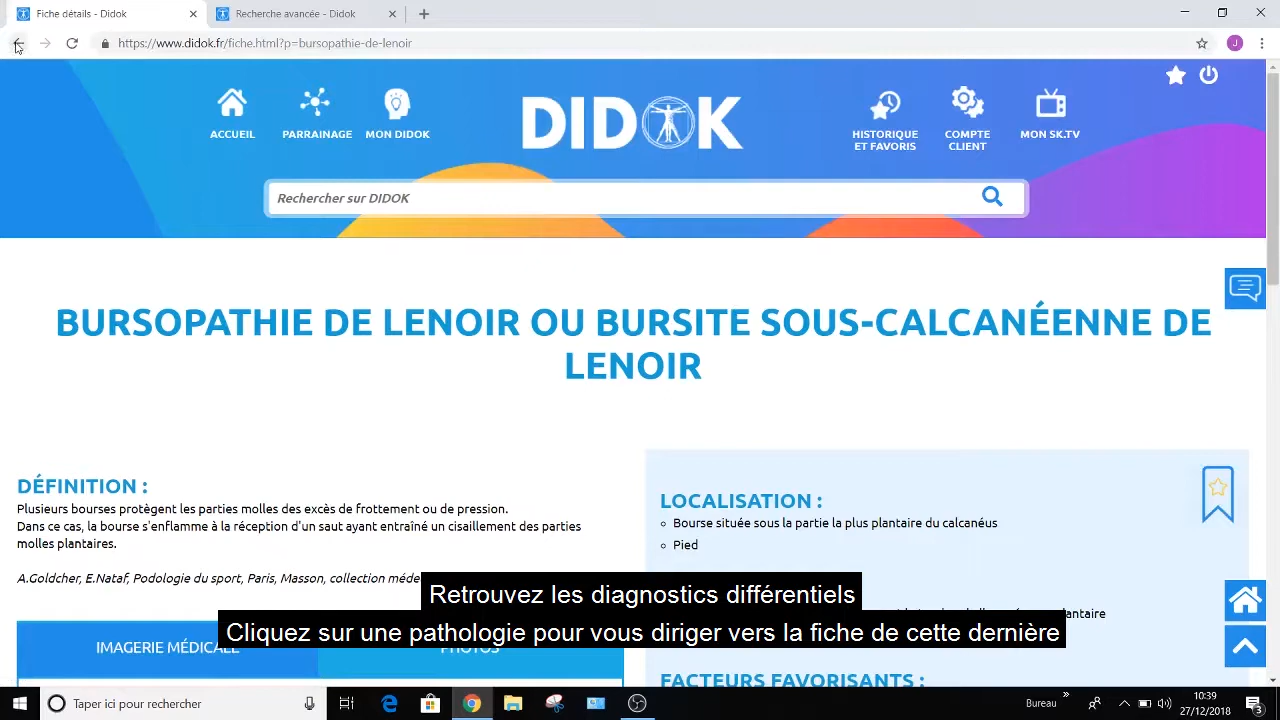 Fiche détails - Didok
Recherche avancée - Didok
https://www.didok.fr/fiche.html?p=bursopathie-de-lenoir
J
ACCUEIL
PARRAINAGE
MON DIDOK
DIDOK
HISTORIQUE
ET FAVORIS
COMPTE
CLIENT
MON SK.TV
Rechercher sur DIDOK
BURSOPATHIE DE LENOIR OU BURSITE SOUS-CALCANÉENNE DE
LENOIR
DÉFINITION :
Plusieurs bourses protègent les parties molles des excès de frottement ou de pression.
Dans ce cas, la bourse s'enflamme à la réception d'un saut ayant entraîné un cisaillement des parties
molles plantaires.
A.Goldcher, E.Nataf, Podologie du sport, Paris, Masson, collection méde
LOCALISATION :
Bourse située sous la partie la plus plantaire du calcanéus
Pied
Retrouvez les diagnostics différentiels
Cliquez sur une pathologie pour vous diriger vers la fiche de cette dernière
IMAGERIE MÉDICALE
PHOTOS
FACTEURS FAVORISANTS :
Taper ici pour rechercher
Bureau
10:39
27/12/2018
3